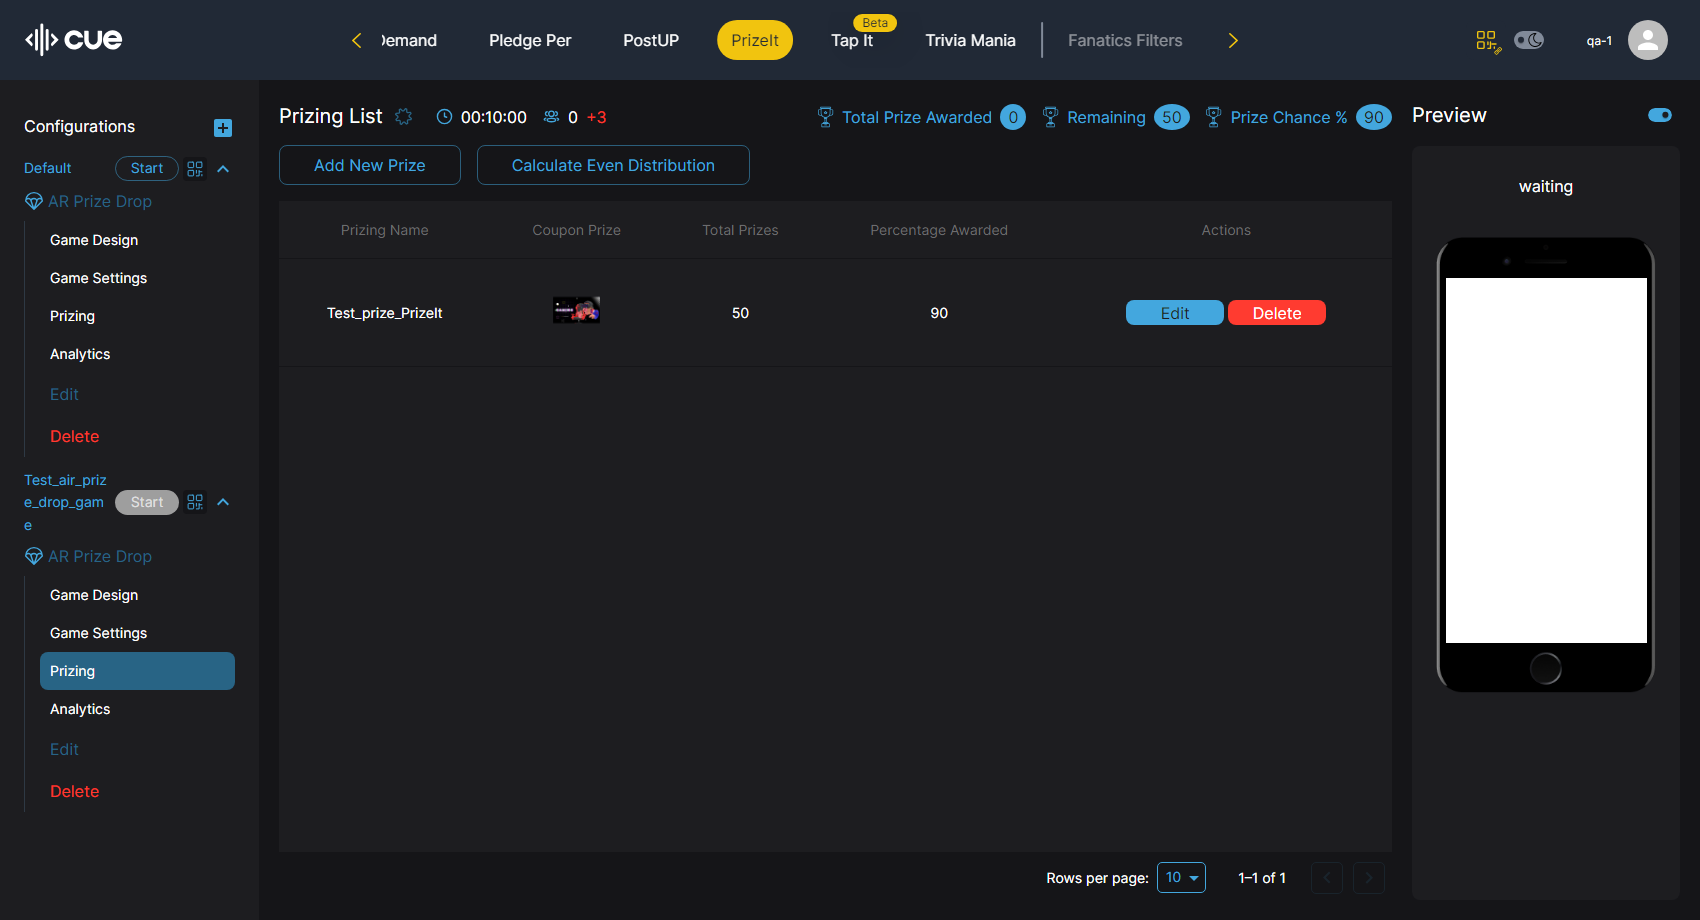 cue
Demand
Pledge Per
PostUP
PrizeIt
Beta
Tap It
Trivia Mania
Fanatics Filters
qa-1
Configurations
Default
Start
AR Prize Drop
Game Design
Game Settings
Prizing
Analytics
Edit
Delete
Test_air_priz
e_drop_gam
e
Start
AR Prize Drop
Game Design
Game Settings
Prizing
Analytics
Edit
Delete
Prizing List
00:10:00
0 +3
Total Prize Awarded 0
Remaining 50
Prize Chance % 90
Add New Prize
Calculate Even Distribution
Prizing Name
Coupon Prize
Total Prizes
Percentage Awarded
Actions
Test_prize_PrizeIt
50
90
Edit
Delete
Rows per page: 10
1–1 of 1
Preview
waiting